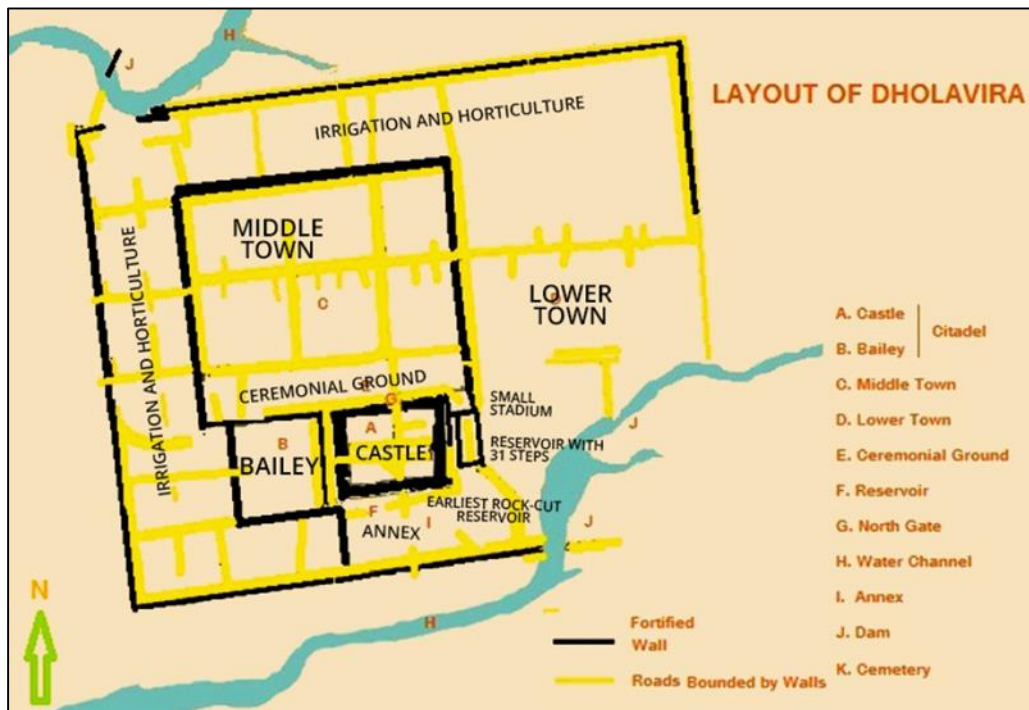 H
J
LAYOUT OF DHOLAVIRA
IRRIGATION AND HORTICULTURE
MIDDLE
TOWN
IRRIGATION AND HORTICULTURE
C
LOWER
TOWN
D
CEREMONIAL GROUND
E
G
SMALL
STADIUM
A
B
BAILEY
CASTLE
RESERVOIR WITH
31 STEPS
EARLIEST ROCK-CUT
RESERVOIR
F
I
ANNEX
J
J
H
N
A. Castle
B. Bailey
Citadel
C. Middle Town
D. Lower Town
E. Ceremonial Ground
F. Reservoir
G. North Gate
H. Water Channel
I. Annex
J. Dam
K. Cemetery
Fortified
Wall
Roads Bounded by Walls